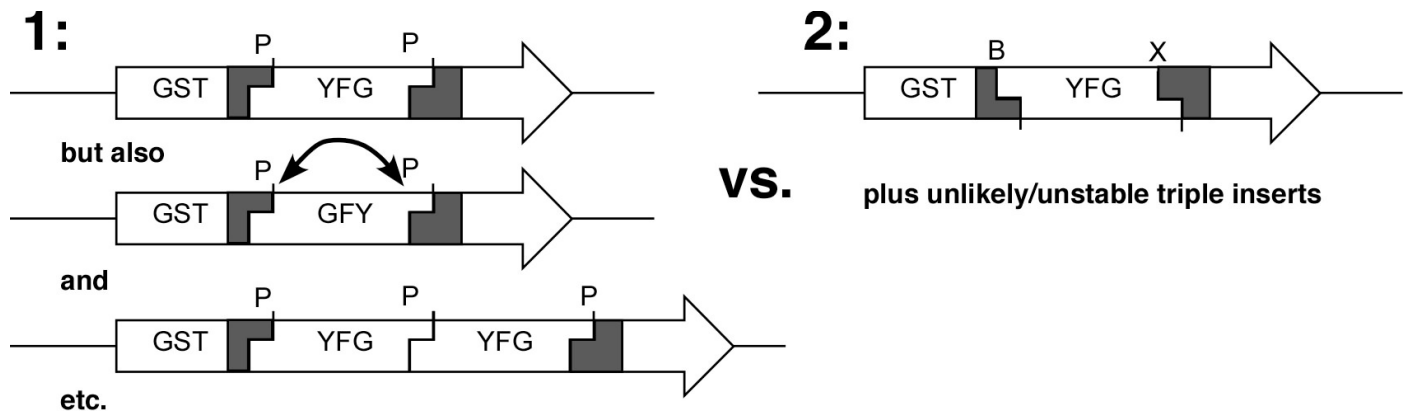 1:
P P
GST YFG
but also
P P
GST GFY
and
P P P
GST YFG YFG
etc.
vs.
2:
B X
GST YFG
plus unlikely/unstable triple inserts